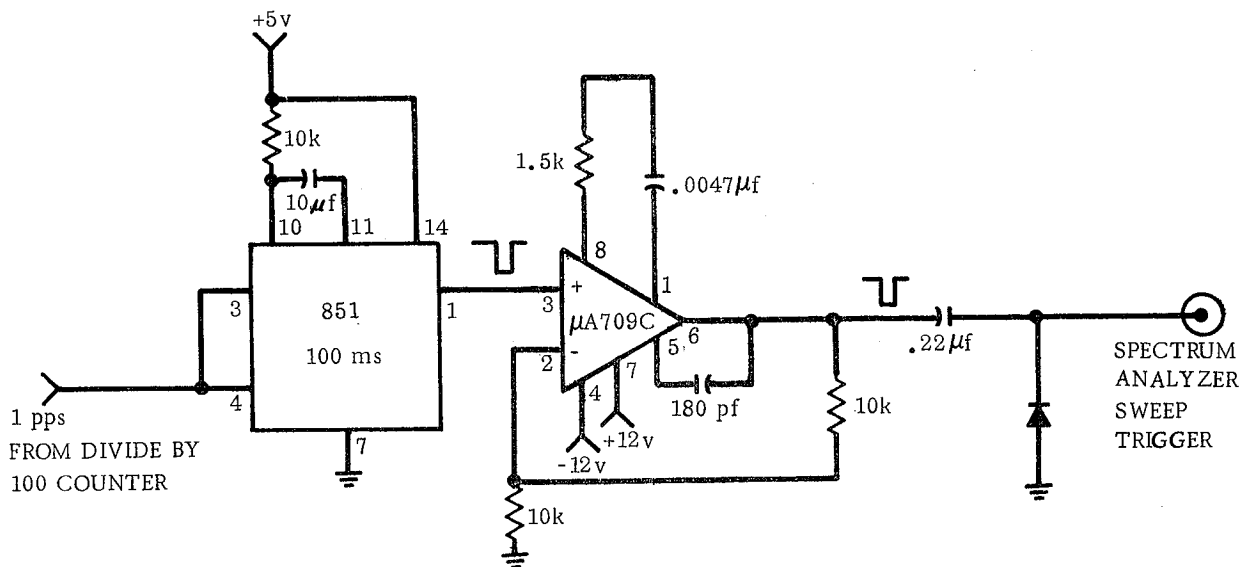 +5v
10k
10µf
10
11
14
3
4
851
100 ms
1
7
1 pps
FROM DIVIDE BY
100 COUNTER
1.5k
.0047µf
8
1
+
3
µA709C
-
2
5
6
4
7
180 pf
+12v
-12v
10k
10k
.22µf
SPECTRUM
ANALYZER
SWEEP
TRIGGER